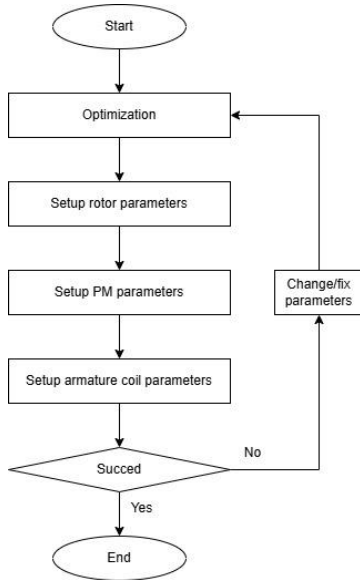 Start
Optimization
Setup rotor parameters
Setup PM parameters
Change/fix
parameters
Setup armature coil parameters
Succed
No
Yes
End